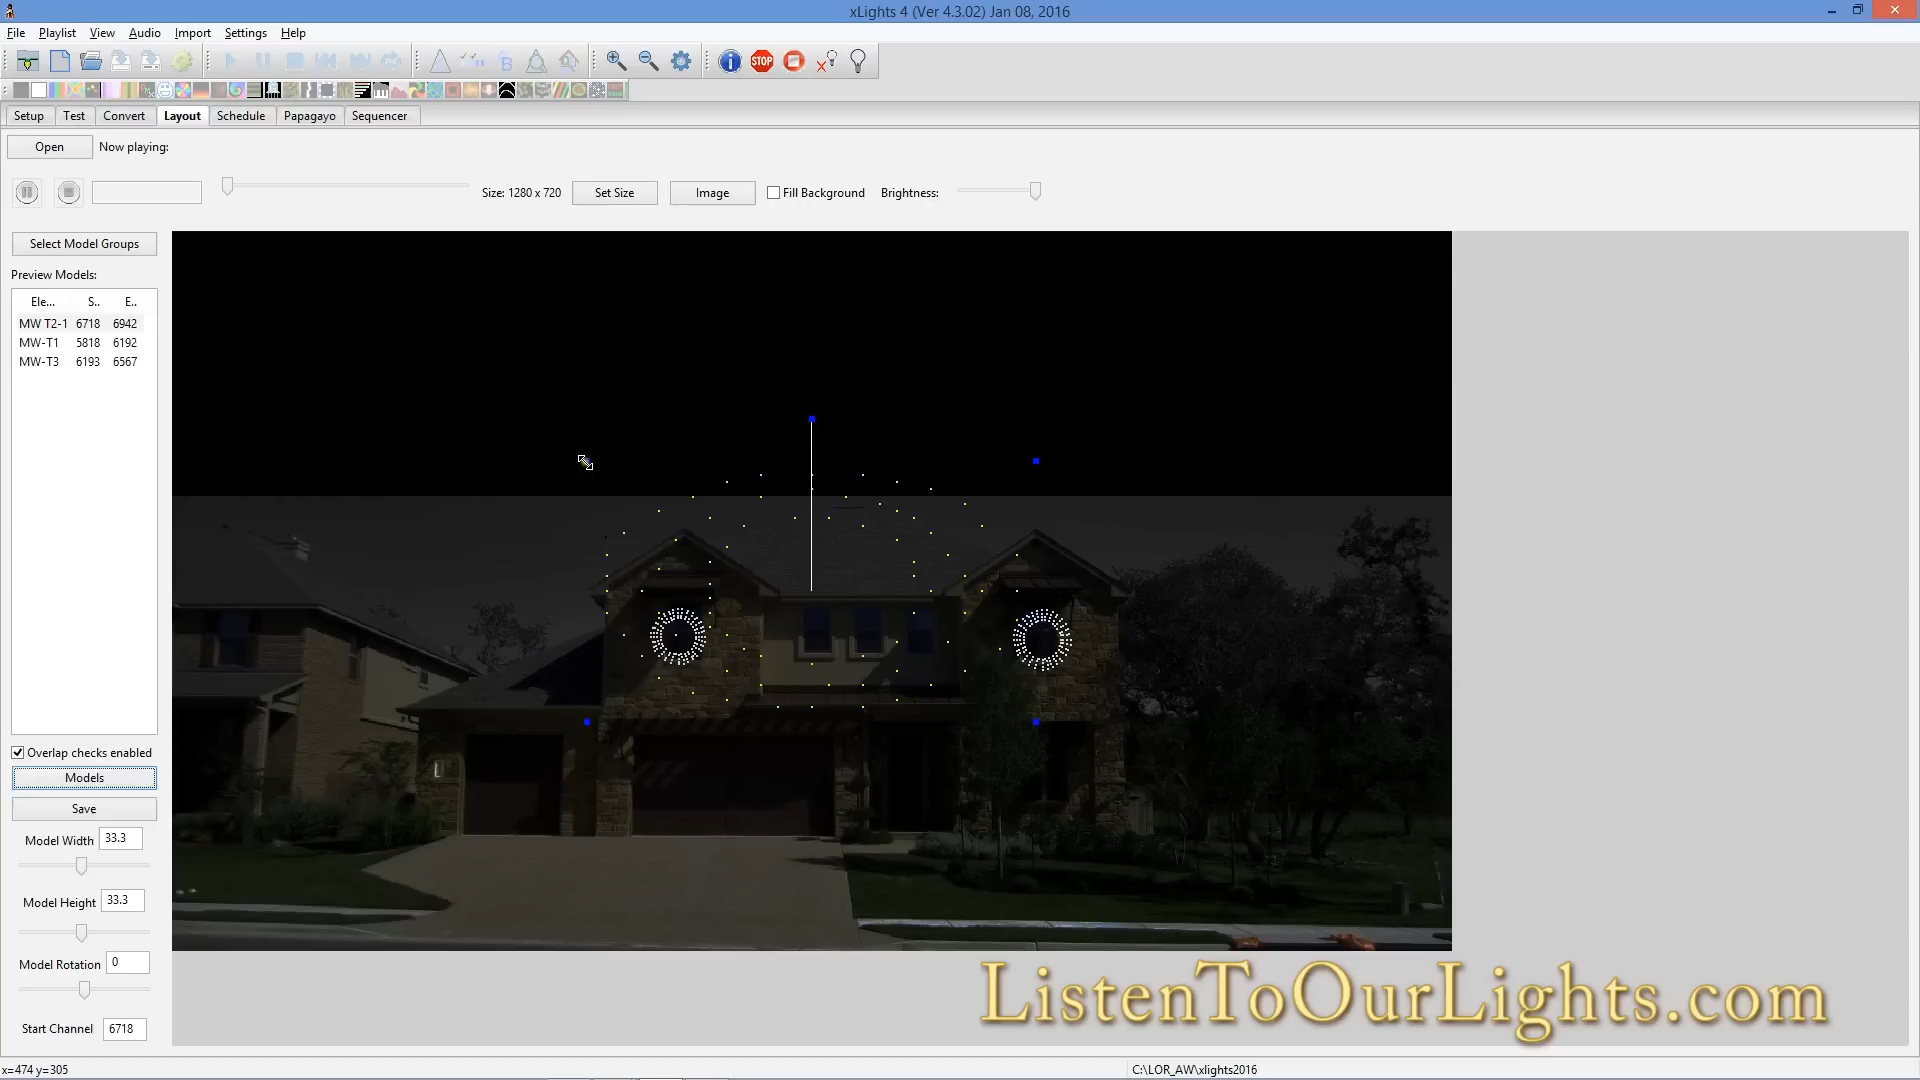 xLights 4 (Ver 4.3.02) Jan 08, 2016
File Playlist View Audio Import Settings Help
STOP
Setup Test Convert Layout Schedule Papagayo Sequencer
Open Now playing:
Size: 1280 x 720 Set Size Image Fill Background Brightness:
Select Model Groups
Preview Models:
Ele... S.. E..
MW T2-1 6718 6942
MW-T1 5818 6192
MW-T3 6193 6567
Overlap checks enabled
Models
Save
Model Width 33.3
Model Height 33.3
Model Rotation 0
Start Channel 6718
ListenToOurLights.com
x=474 y=305 C:\LOR_AW\xlights2016